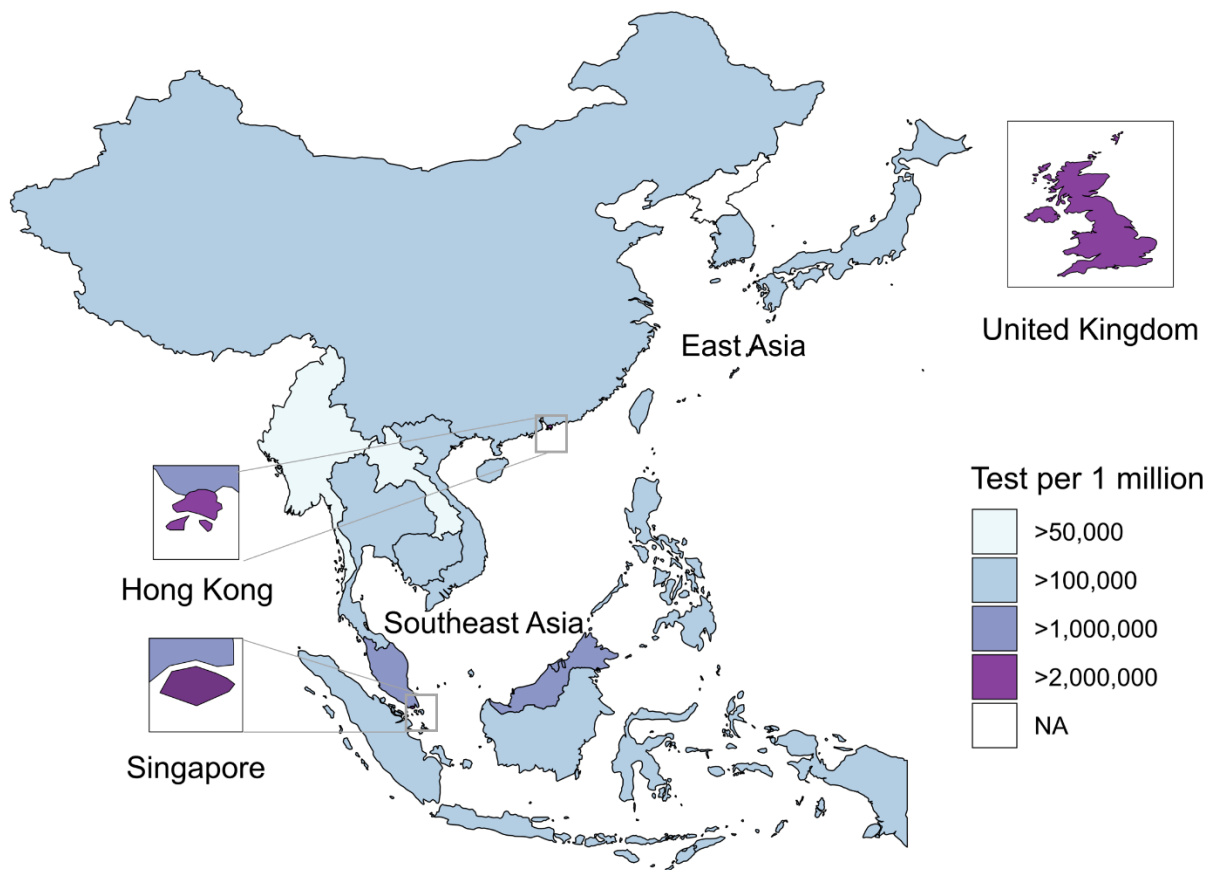 East Asia
United Kingdom
Hong Kong
Southeast Asia
Singapore
Test per 1 million
>50,000
>100,000
>1,000,000
>2,000,000
NA